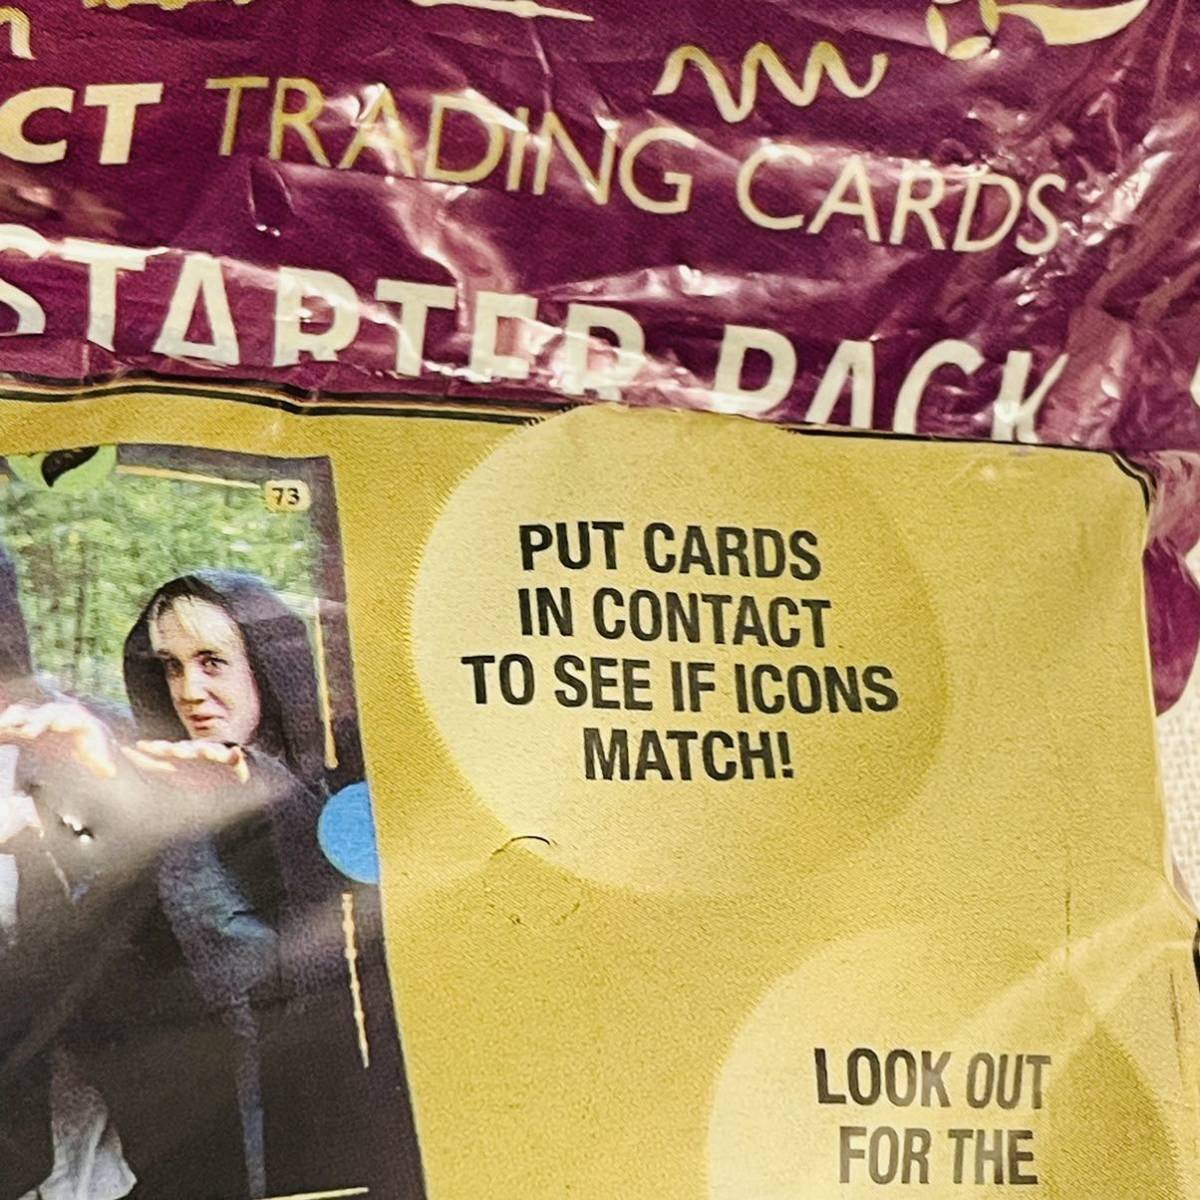 CT TRADING CARDS
STARTER PACK
73
PUT CARDS
IN CONTACT
TO SEE IF ICONS
MATCH!
LOOK OUT
FOR THE